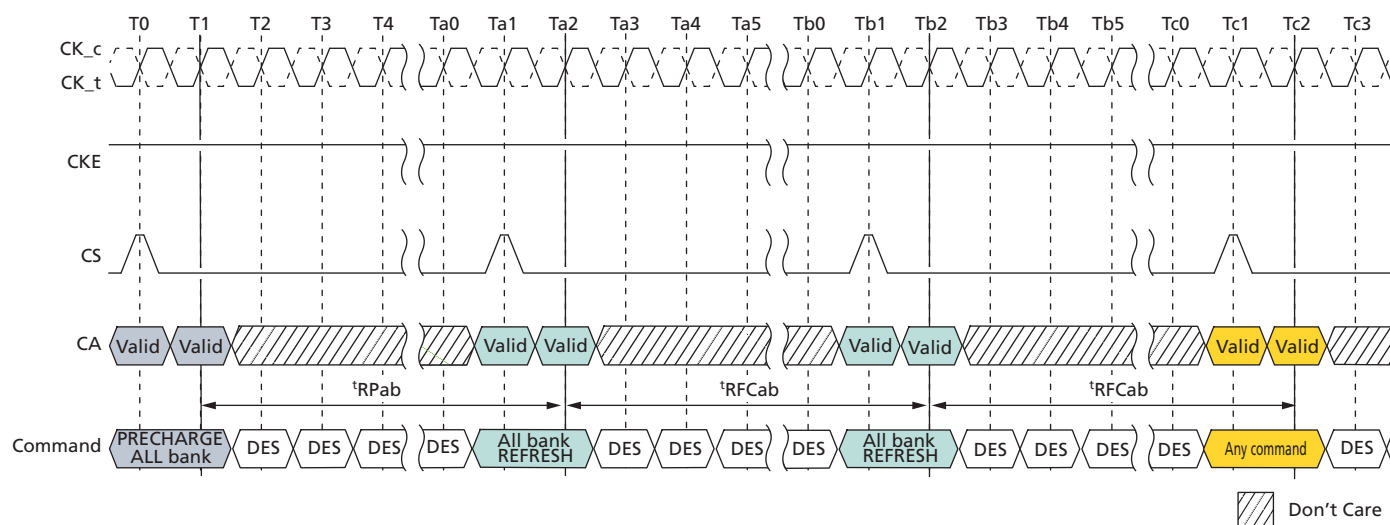 T0 T1 T2 T3 T4 Ta0 Ta1 Ta2 Ta3 Ta4 Ta5 Tb0 Tb1 Tb2 Tb3 Tb4 Tb5 Tc0 Tc1 Tc2 Tc3
CK_c
CK_t
CKE
CS
CA Valid Valid Valid Valid Valid Valid Valid Valid
tRPab tRFCab tRFCab
Command PRECHARGE ALL bank DES DES DES DES All bank REFRESH DES DES DES DES All bank REFRESH DES DES DES DES Any command DES
Don't Care